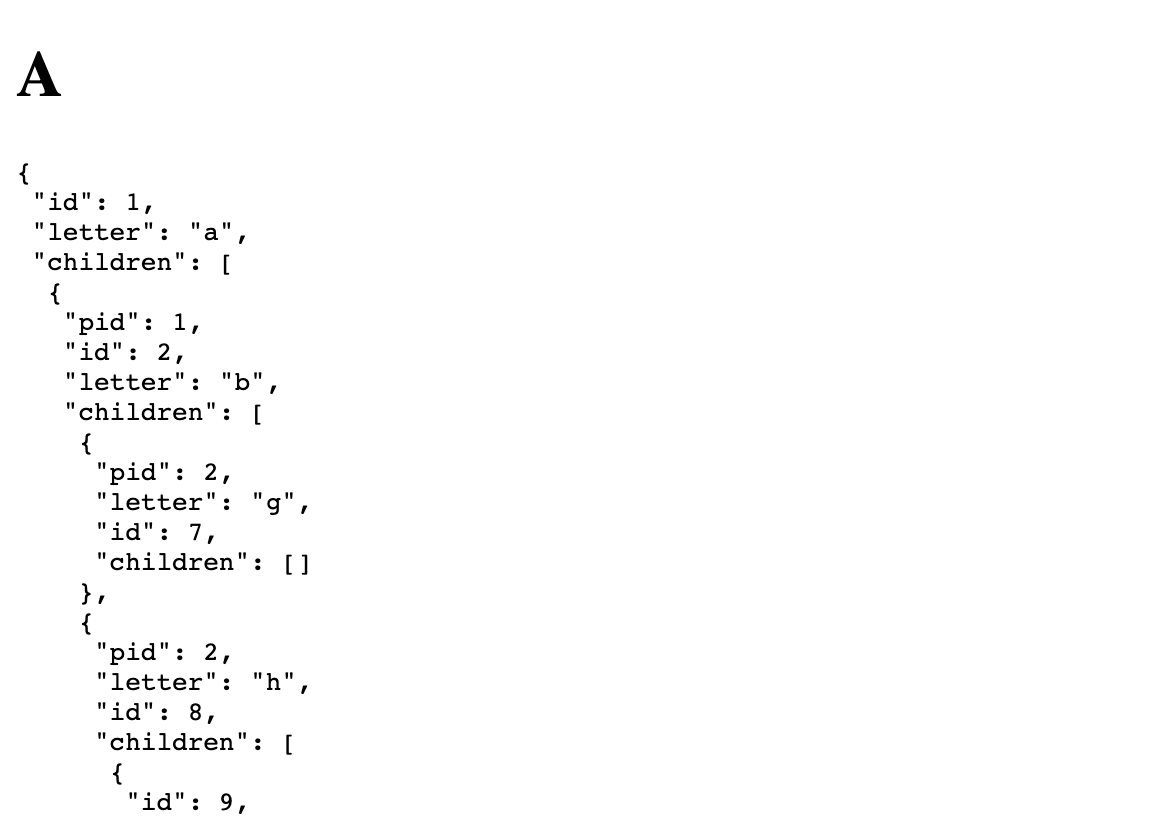 A
{
 "id": 1,
 "letter": "a",
 "children": [
  {
   "pid": 1,
   "id": 2,
   "letter": "b",
   "children": [
    {
     "pid": 2,
     "letter": "g",
     "id": 7,
     "children": []
    },
    {
     "pid": 2,
     "letter": "h",
     "id": 8,
     "children": [
      {
       "id": 9,